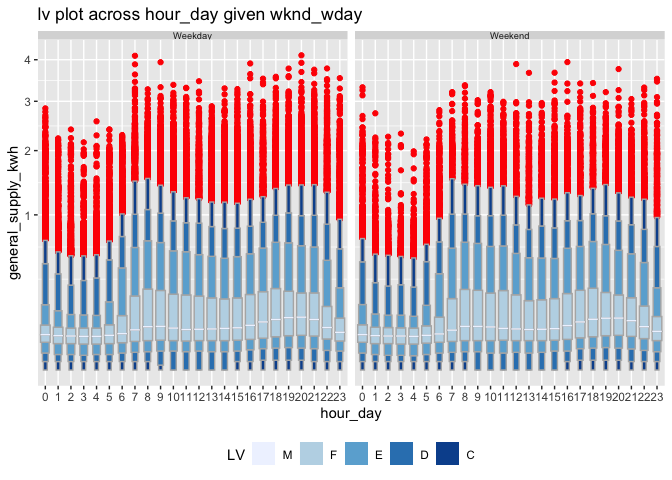 lv plot across hour_day given wknd_wday
Weekday
Weekend
general_supply_kwh
4
3
2
1
0 1 2 3 4 5 6 7 8 9 10 11 12 13 14 15 16 17 18 19 20 21 22 23
0 1 2 3 4 5 6 7 8 9 10 11 12 13 14 15 16 17 18 19 20 21 22 23
hour_day
LV M F E D C